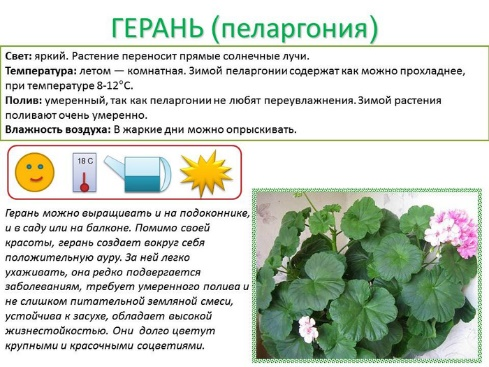 ГЕРАНЬ (пеларгония)
Свет: яркий. Растение переносит прямые солнечные лучи.
Температура: летом — комнатная. Зимой пеларгонии содержат как можно прохладнее,
при температуре 8-12°С.
Полив: умеренный, так как пеларгонии не любят переувлажнения. Зимой растения
поливают очень умеренно.
Влажность воздуха: В жаркие дни можно опрыскивать.
18 С
Герань можно выращивать и на подоконнике,
и в саду или на балконе. Помимо своей
красоты, герань создает вокруг себя
положительную ауру. За ней легко
ухаживать, она редко подвергается
заболеваниям, требует умеренного полива и
не слишком питательной земляной смеси,
устойчива к засухе, обладает высокой
жизнестойкостью. Они долго цветут
крупными и красочными соцветиями.